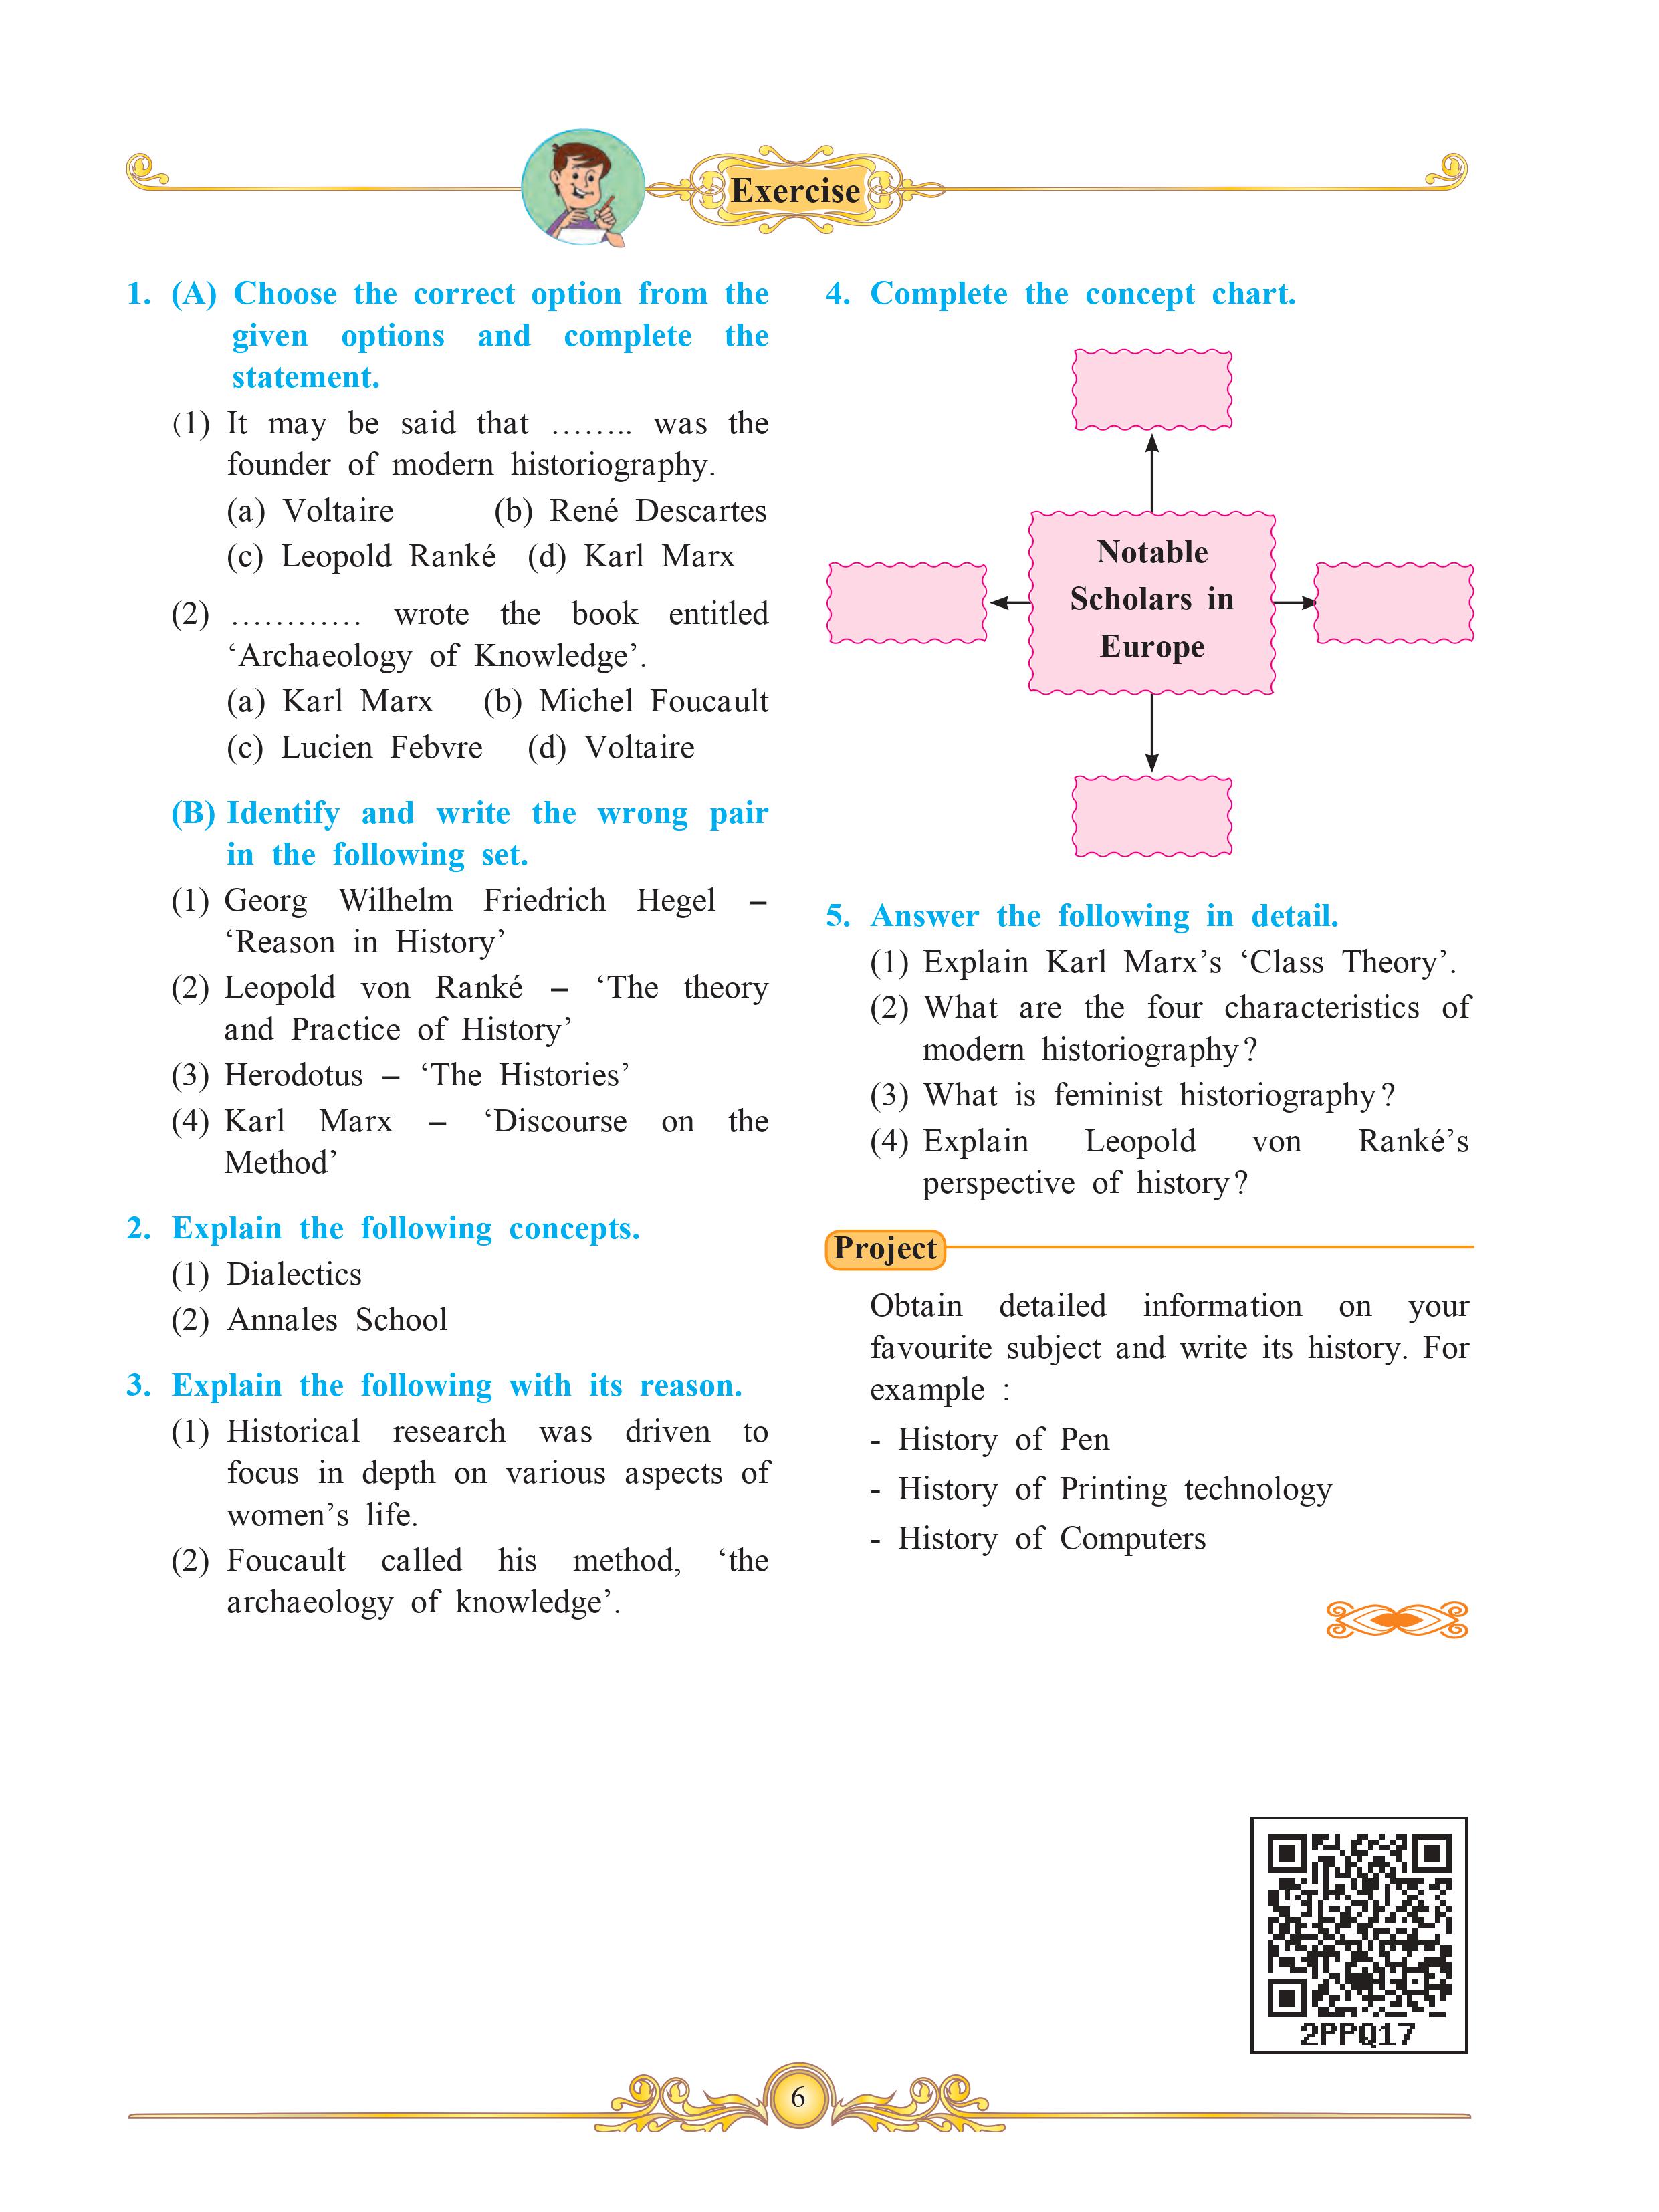 Exercise
1. (A) Choose the correct option from the
given options and complete the
statement.
(1) It may be said that …….. was the
founder of modern historiography.
(a) Voltaire (b) René Descartes
(c) Leopold Ranké (d) Karl Marx
(2) ………… wrote the book entitled
‘Archaeology of Knowledge’.
(a) Karl Marx (b) Michel Foucault
(c) Lucien Febvre (d) Voltaire
(B) Identify and write the wrong pair
in the following set.
(1) Georg Wilhelm Friedrich Hegel –
‘Reason in History’
(2) Leopold von Ranké – ‘The theory
and Practice of History’
(3) Herodotus – ‘The Histories’
(4) Karl Marx – ‘Discourse on the
Method’
2. Explain the following concepts.
(1) Dialectics
(2) Annales School
3. Explain the following with its reason.
(1) Historical research was driven to
focus in depth on various aspects of
women’s life.
(2) Foucault called his method, ‘the
archaeology of knowledge’.
4. Complete the concept chart.
Notable
Scholars in
Europe
5. Answer the following in detail.
(1) Explain Karl Marx’s ‘Class Theory’.
(2) What are the four characteristics of
modern historiography?
(3) What is feminist historiography?
(4) Explain Leopold von Ranké’s
perspective of history?
Project
Obtain detailed information on your
favourite subject and write its history. For
example :
- History of Pen
- History of Printing technology
- History of Computers
2PPQ17
6